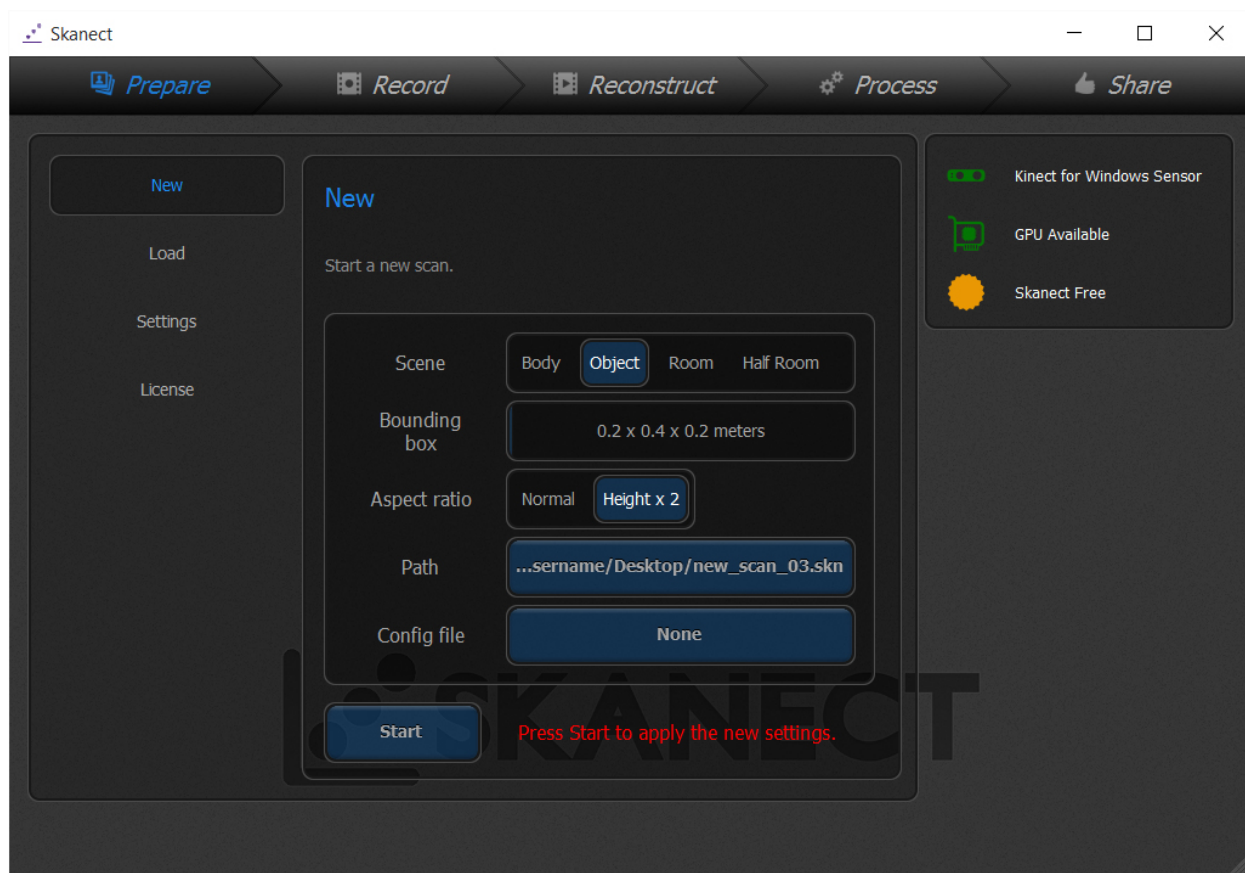 Skanect
Prepare
Record
Reconstruct
Process
Share
New
Load
Settings
License
New
Start a new scan.
Scene
Body Object Room Half Room
Bounding
box
0.2 x 0.4 x 0.2 meters
Aspect ratio
Normal Height x 2
Path
...sername/Desktop/new_scan_03.skn
Config file
None
Start
Press Start to apply the new settings.
SKANECT
Kinect for Windows Sensor
GPU Available
Skanect Free